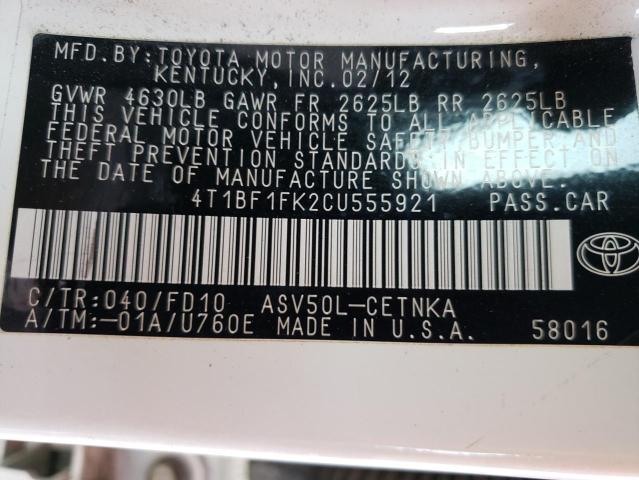 MFD. BY: TOYOTA MOTOR MANUFACTURING,
KENTUCKY, INC. 02/12
GVWR 4630LB GAWR FR 2625LB RR 2625LB
THIS VEHICLE CONFORMS TO ALL APPLICABLE
FEDERAL MOTOR VEHICLE SAFETY, BUMPER, AND
THEFT PREVENTION STANDARDS IN EFFECT ON
THE DATE OF MANUFACTURE SHOWN ABOVE.
4T1BF1FK2CU555921 PASS.CAR
C/TR:040/FD10 ASV50L-CETNKA
A/TM:-01A/U760E MADE IN U.S.A. 58016